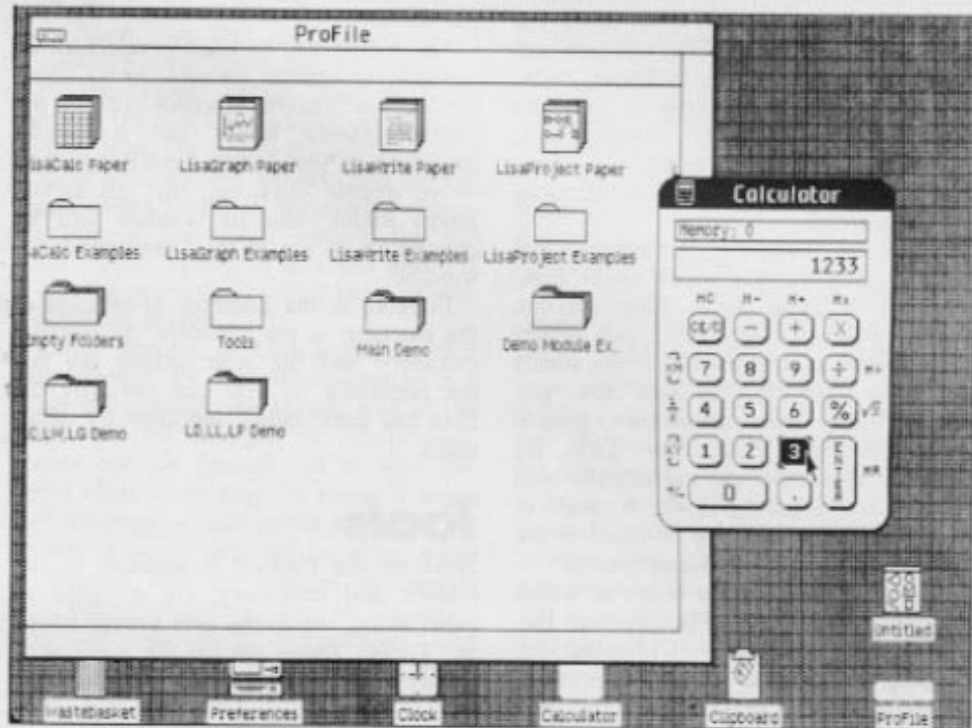 ProFile
LisaCalc Paper LisaGraph Paper LisaWrite Paper LisaProject Paper
LisaCalc Examples LisaGraph Examples LisaWrite Examples LisaProject Examples
Empty Folders Tools Main Demo Demo Module Ex..
LD,LL,LP Demo
Calculator
Memory: 0
1233
MC M- M+ Mx
CE/C - + X
7 8 9 ÷ M÷
4 5 6 % √x
1 2 3 ENTER MR
+/- 0 .
Untitled
Wastebasket Preferences Clock Calculator Clipboard ProFile